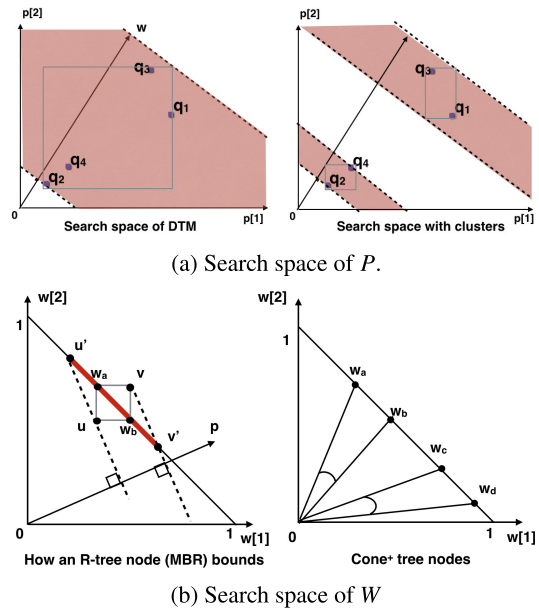 p[2]
w
q3
q1
q4
q2
0
p[1]
Search space of DTM
p[2]
q3
q1
q4
q2
0
p[1]
Search space with clusters
(a) Search space of P.
w[2]
1
u'
wa
v
u
wb
v'
p
0
1
w[1]
How an R-tree node (MBR) bounds
w[2]
1
wa
wb
wc
wd
0
1
w[1]
Cone+ tree nodes
(b) Search space of W